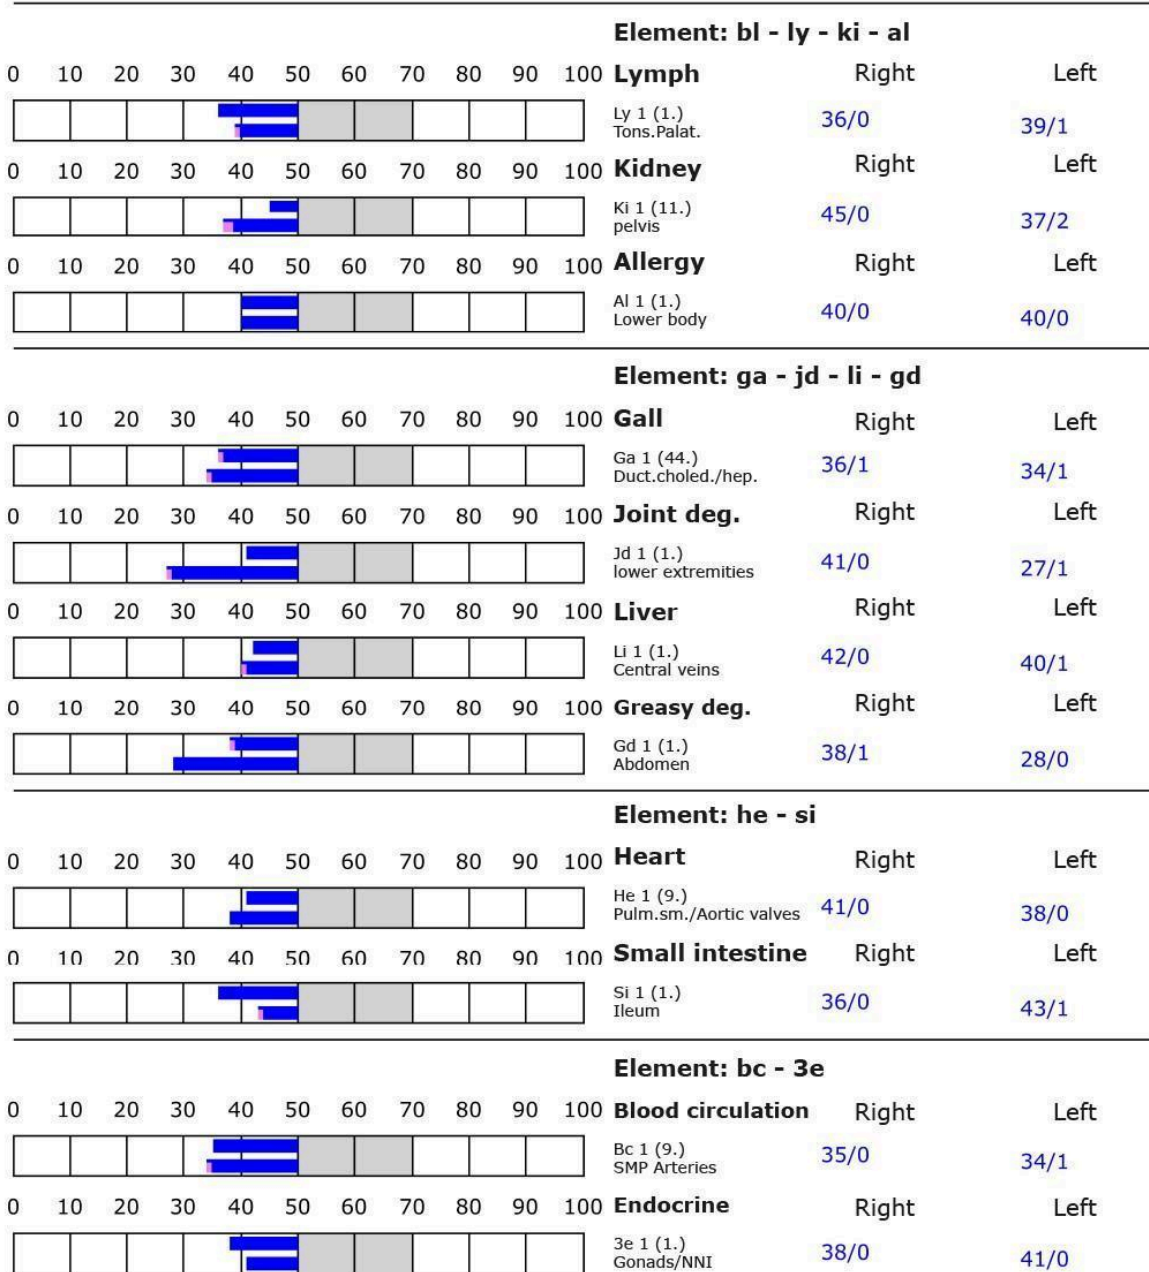 Element: bl - ly - ki - al
0 10 20 30 40 50 60 70 80 90 100 Lymph Right Left
Ly 1 (1.) 36/0 39/1
Tons.Palat.
0 10 20 30 40 50 60 70 80 90 100 Kidney Right Left
Ki 1 (11.) 45/0 37/2
pelvis
0 10 20 30 40 50 60 70 80 90 100 Allergy Right Left
Al 1 (1.) 40/0 40/0
Lower body
Element: ga - jd - li - gd
0 10 20 30 40 50 60 70 80 90 100 Gall Right Left
Ga 1 (44.) 36/1 34/1
Duct.choled./hep.
0 10 20 30 40 50 60 70 80 90 100 Joint deg. Right Left
Jd 1 (1.) 41/0 27/1
lower extremities
0 10 20 30 40 50 60 70 80 90 100 Liver Right Left
Li 1 (1.) 42/0 40/1
Central veins
0 10 20 30 40 50 60 70 80 90 100 Greasy deg. Right Left
Gd 1 (1.) 38/1 28/0
Abdomen
Element: he - si
0 10 20 30 40 50 60 70 80 90 100 Heart Right Left
He 1 (9.) 41/0 38/0
Pulm.sm./Aortic valves
0 10 20 30 40 50 60 70 80 90 100 Small intestine Right Left
Si 1 (1.) 36/0 43/1
Ileum
Element: bc - 3e
0 10 20 30 40 50 60 70 80 90 100 Blood circulation Right Left
Bc 1 (9.) 35/0 34/1
SMP Arteries
0 10 20 30 40 50 60 70 80 90 100 Endocrine Right Left
3e 1 (1.) 38/0 41/0
Gonads/NNI